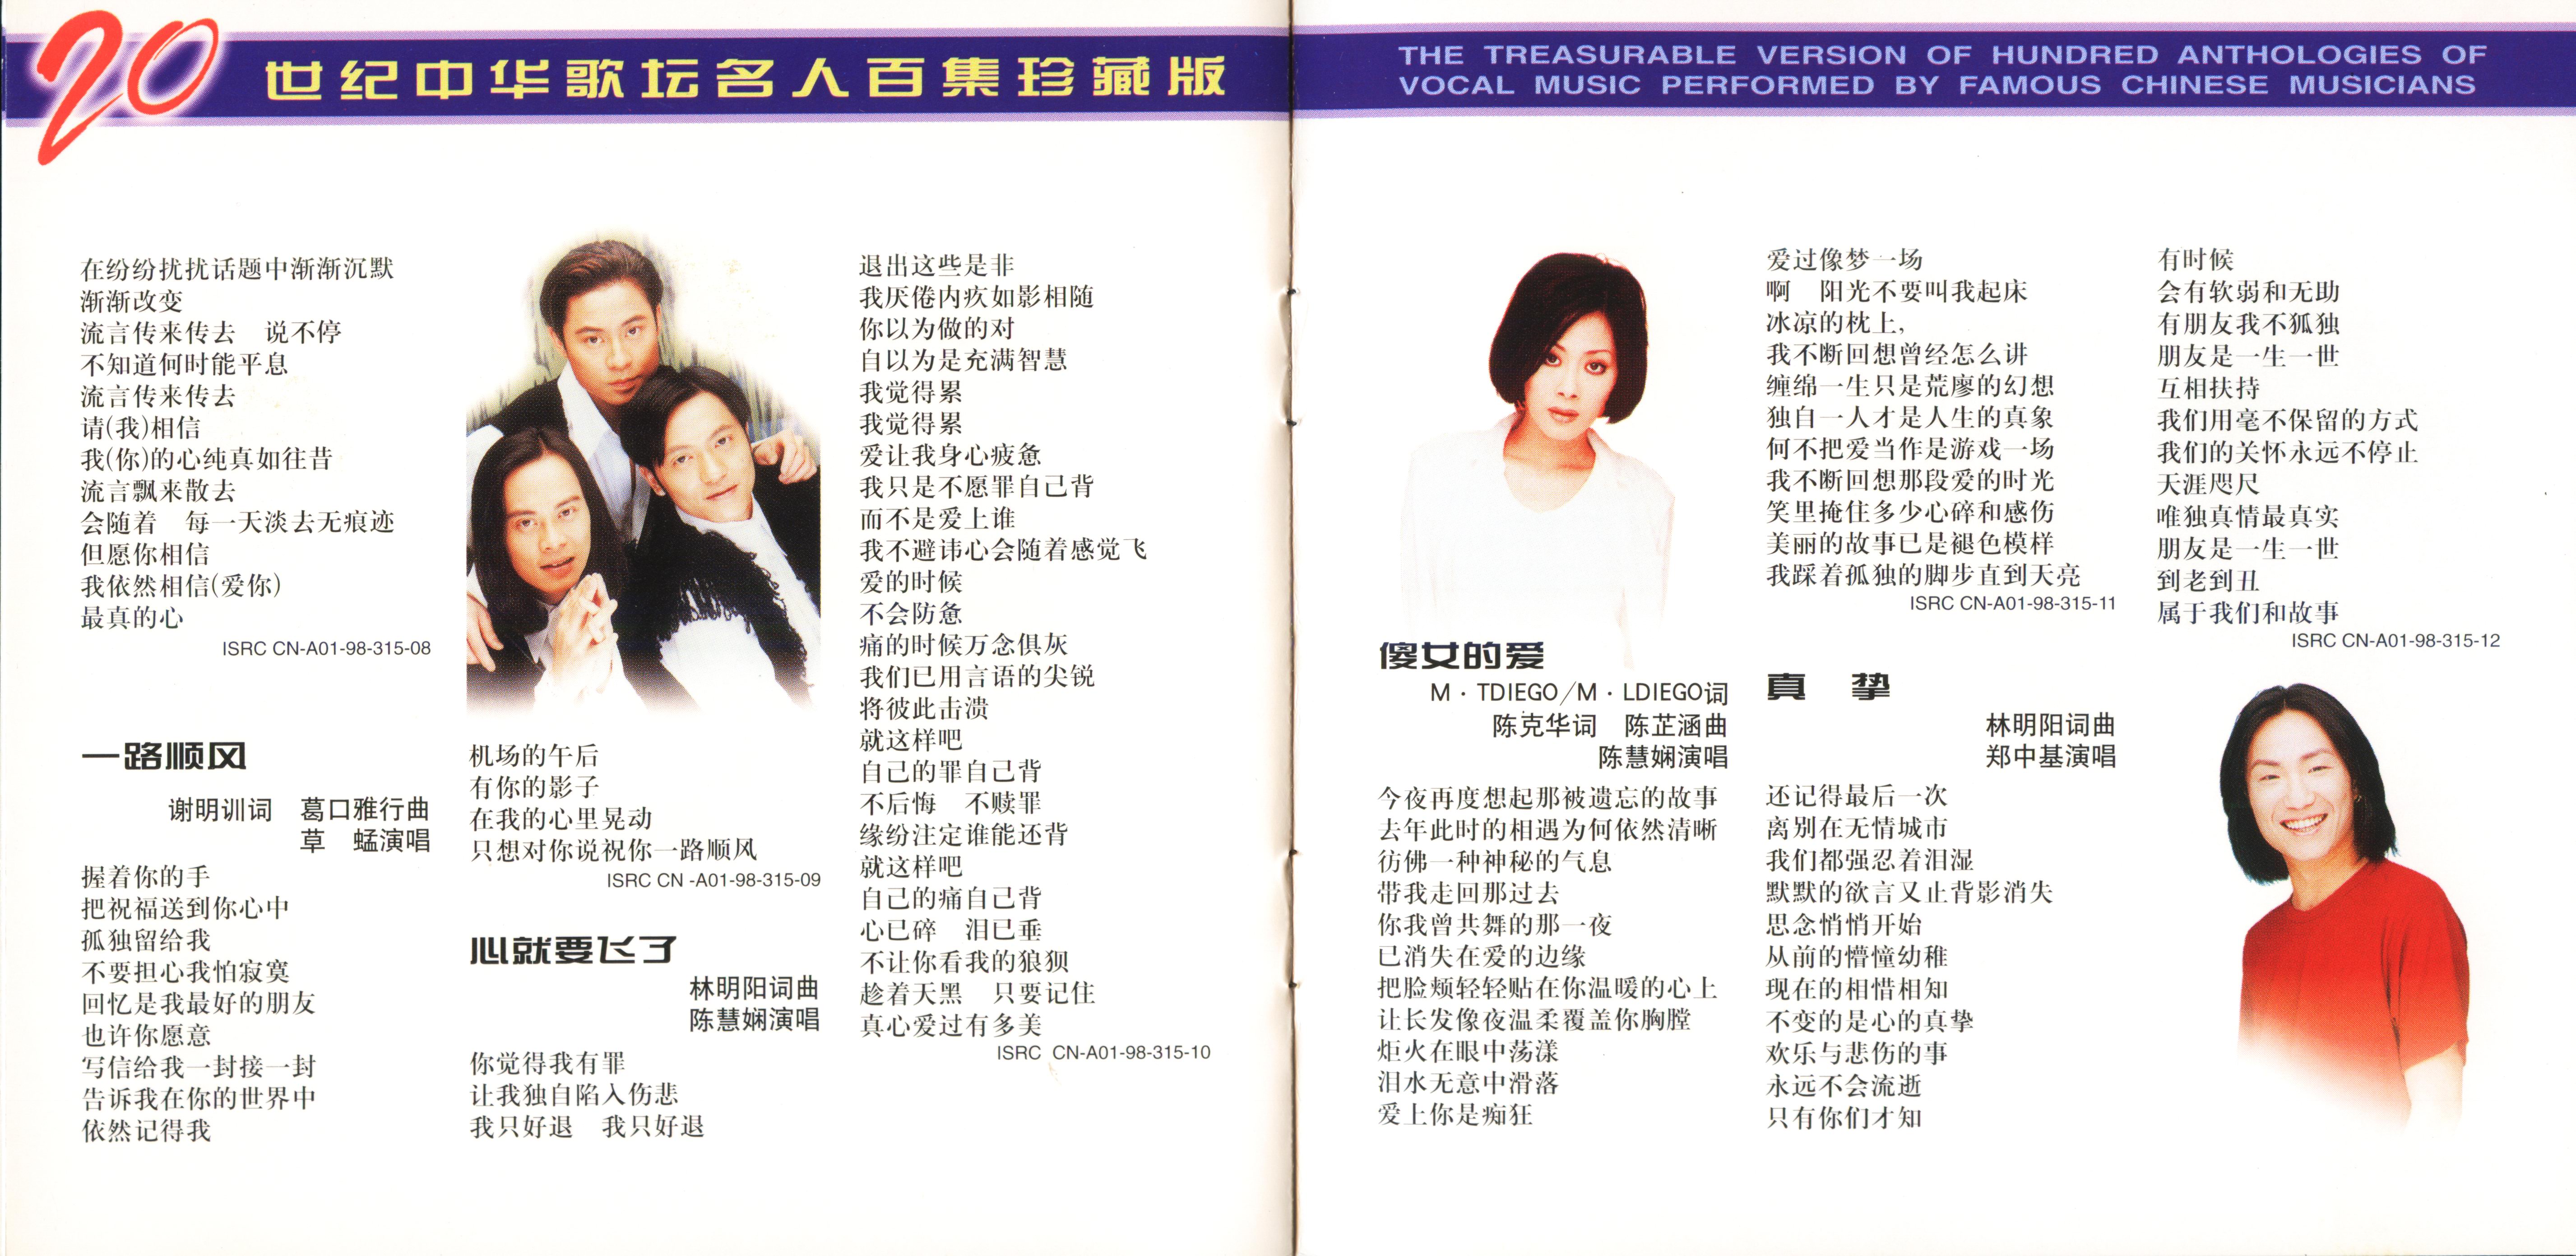 20世纪中华歌坛名人百集珍藏版
THE TREASURABLE VERSION OF HUNDRED ANTHOLOGIES OF
VOCAL MUSIC PERFORMED BY FAMOUS CHINESE MUSICIANS
在纷纷扰扰话题中渐渐沉默
渐渐改变
流言传来传去　说不停
不知道何时能平息
流言传来传去
请(我)相信
我(你)的心纯真如往昔
流言飘来散去
会随着　每一天淡去无痕迹
但愿你相信
我依然相信(爱你)
最真的心
ISRC CN-A01-98-315-08
一路顺风
谢明训词　葛口雅行曲
草　蜢演唱
握着你的手
把祝福送到你心中
孤独留给我
不要担心我怕寂寞
回忆是我最好的朋友
也许你愿意
写信给我一封接一封
告诉我在你的世界中
依然记得我
机场的午后
有你的影子
在我的心里晃动
只想对你说祝你一路顺风
ISRC CN -A01-98-315-09
心就要飞了
林明阳词曲
陈慧娴演唱
你觉得我有罪
让我独自陷入伤悲
我只好退　我只好退
退出这些是非
我厌倦内疚如影相随
你以为做的对
自以为是充满智慧
我觉得累
我觉得累
爱让我身心疲惫
我只是不愿罪自己背
而不是爱上谁
我不避讳心会随着感觉飞
爱的时候
不会防惫
痛的时候万念俱灰
我们已用言语的尖锐
将彼此击溃
就这样吧
自己的罪自己背
不后悔　不赎罪
缘纷注定谁能还背
就这样吧
自己的痛自己背
心已碎　泪已垂
不让你看我的狼狈
趁着天黑　只要记住
真心爱过有多美
ISRC CN-A01-98-315-10
傻女的爱
M·TDIEGO/M·LDIEGO词
陈克华词　陈芷涵曲
陈慧娴演唱
今夜再度想起那被遗忘的故事
去年此时的相遇为何依然清晰
彷佛一种神秘的气息
带我走回那过去
你我曾共舞的那一夜
已消失在爱的边缘
把脸颊轻轻贴在你温暖的心上
让长发像夜温柔覆盖你胸膛
炬火在眼中荡漾
泪水无意中滑落
爱上你是痴狂
爱过像梦一场
啊　阳光不要叫我起床
冰凉的枕上,
我不断回想曾经怎么讲
缠绵一生只是荒廖的幻想
独自一人才是人生的真象
何不把爱当作是游戏一场
我不断回想那段爱的时光
笑里掩住多少心碎和感伤
美丽的故事已是褪色模样
我踩着孤独的脚步直到天亮
ISRC CN-A01-98-315-11
真　挚
林明阳词曲
郑中基演唱
还记得最后一次
离别在无情城市
我们都强忍着泪湿
默默的欲言又止背影消失
思念悄悄开始
从前的懵憧幼稚
现在的相惜相知
不变的是心的真挚
欢乐与悲伤的事
永远不会流逝
只有你们才知
有时候
会有软弱和无助
有朋友我不孤独
朋友是一生一世
互相扶持
我们用毫不保留的方式
我们的关怀永远不停止
天涯咫尺
唯独真情最真实
朋友是一生一世
到老到丑
属于我们和故事
ISRC CN-A01-98-315-12